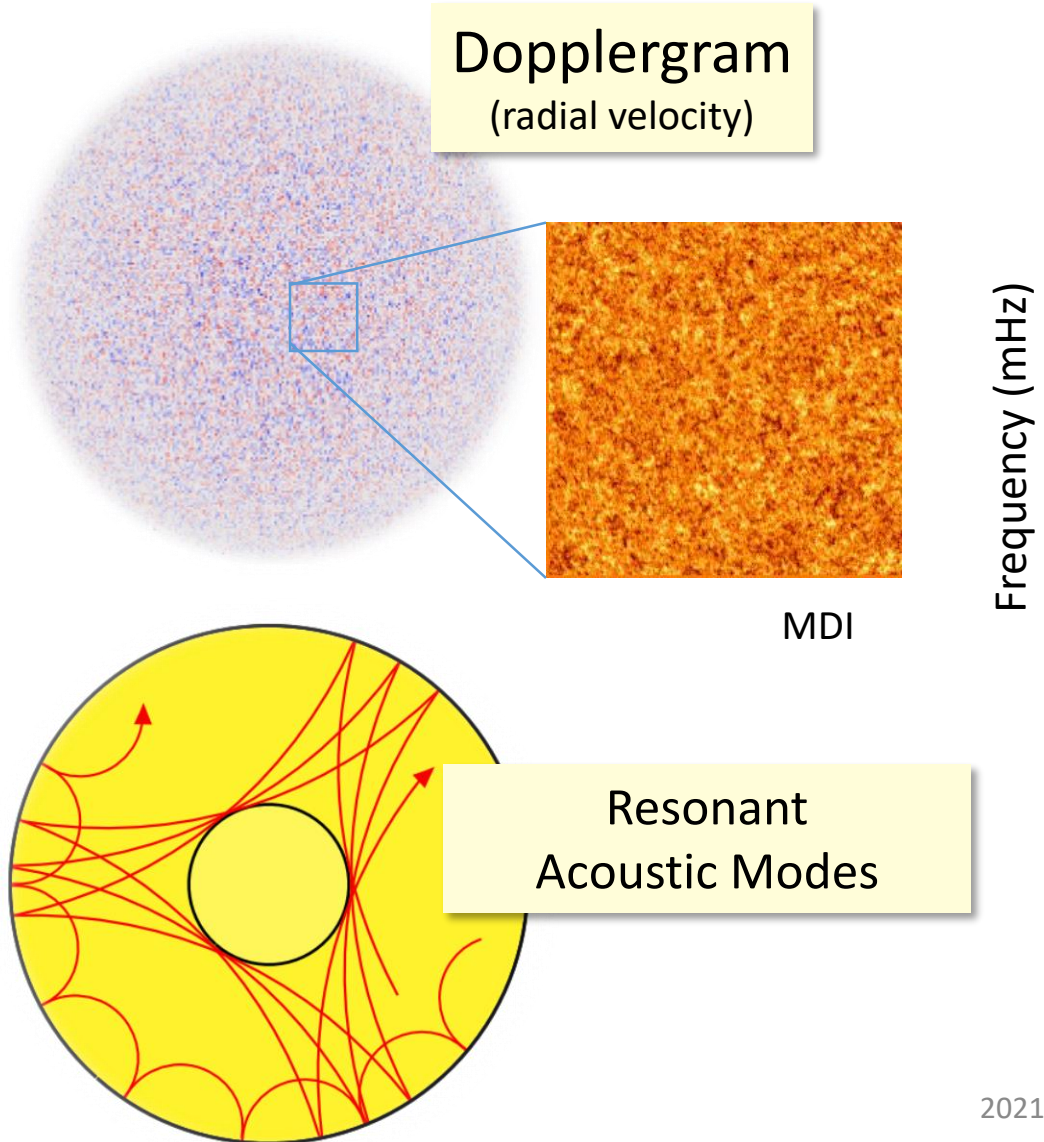 Dopplergram
(radial velocity)
Frequency (mHz)
MDI
Resonant
Acoustic Modes
2021